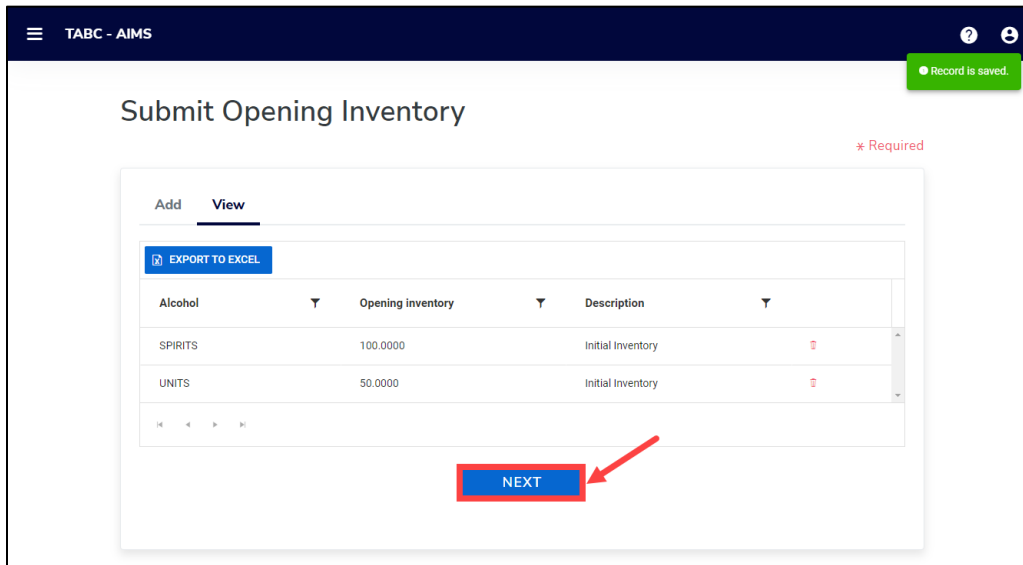 TABC - AIMS
Record is saved.
Submit Opening Inventory
* Required
Add View
EXPORT TO EXCEL
Alcohol Opening inventory Description
SPIRITS 100.0000 Initial Inventory
UNITS 50.0000 Initial Inventory
NEXT